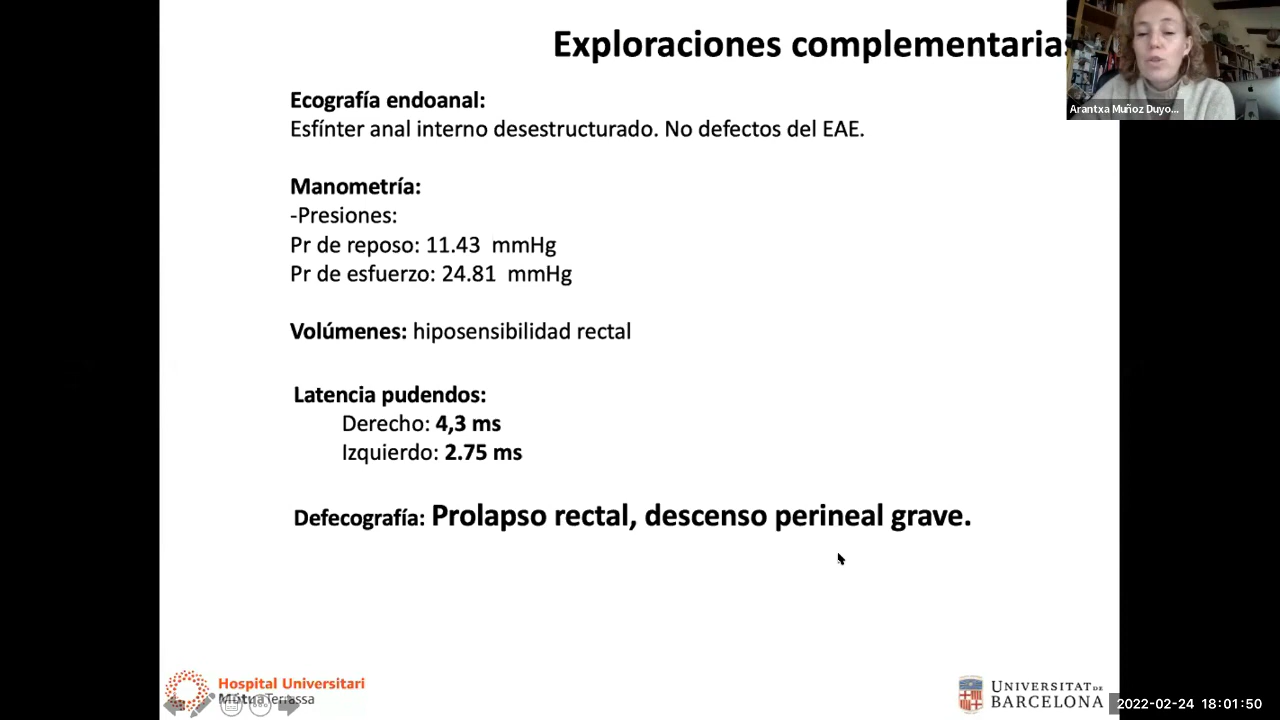 Exploraciones complementarias
Arantxa Muñoz Duyo...
Ecografía endoanal:
Esfínter anal interno desestructurado. No defectos del EAE.
Manometría:
-Presiones:
Pr de reposo: 11.43 mmHg
Pr de esfuerzo: 24.81 mmHg
Volúmenes: hiposensibilidad rectal
Latencia pudendos:
Derecho: 4,3 ms
Izquierdo: 2.75 ms
Defecografía: Prolapso rectal, descenso perineal grave.
Hospital Universitari
MútuaTerrassa
UNIVERSITAT DE
BARCELONA
2022-02-24 18:01:50